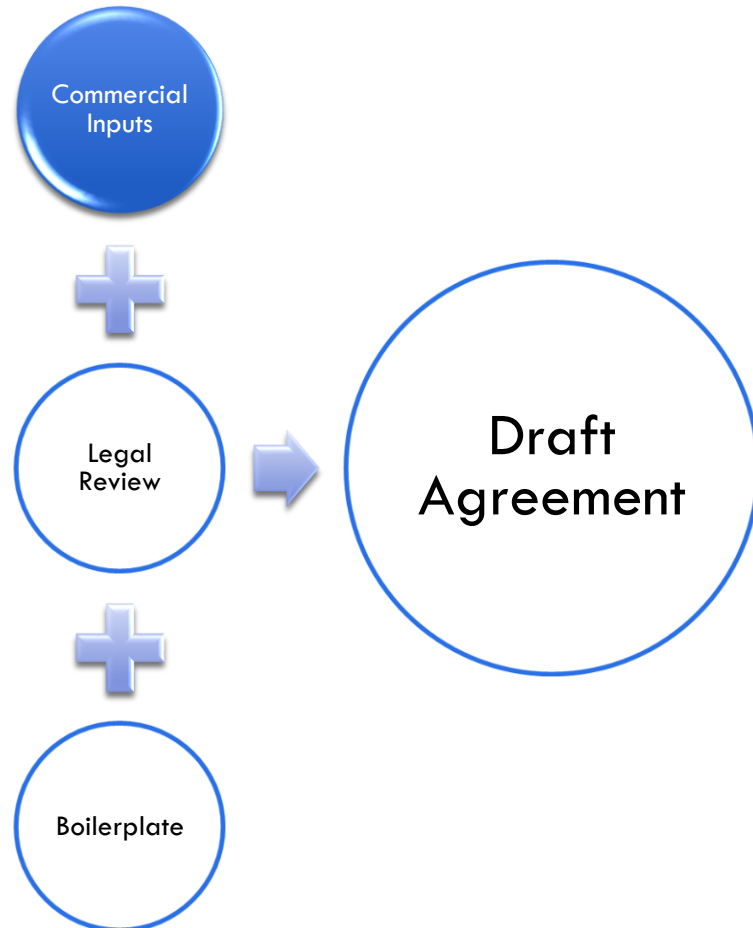 Commercial
Inputs
Legal
Review
Boilerplate
Draft
Agreement